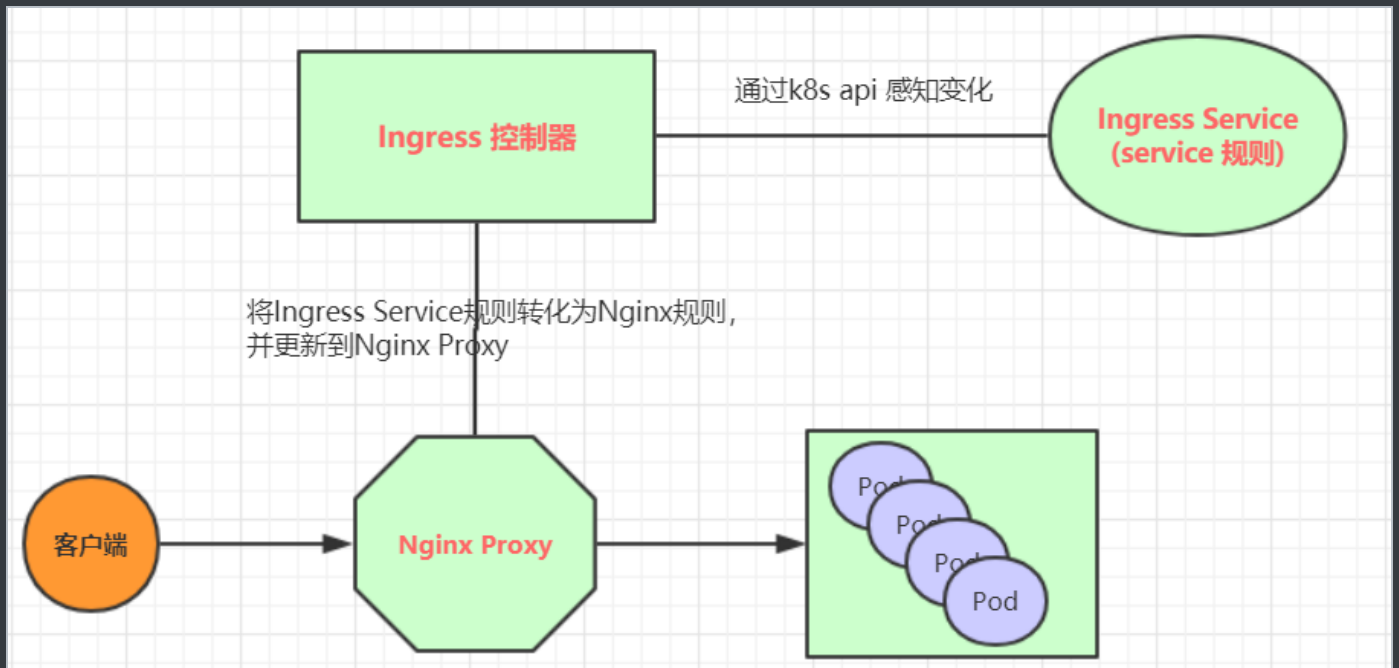 通过k8s api 感知变化
Ingress 控制器
Ingress Service
(service 规则)
将Ingress Service规则转化为Nginx规则，
并更新到Nginx Proxy
客户端
Nginx Proxy
Pod
Pod
Pod
Pod